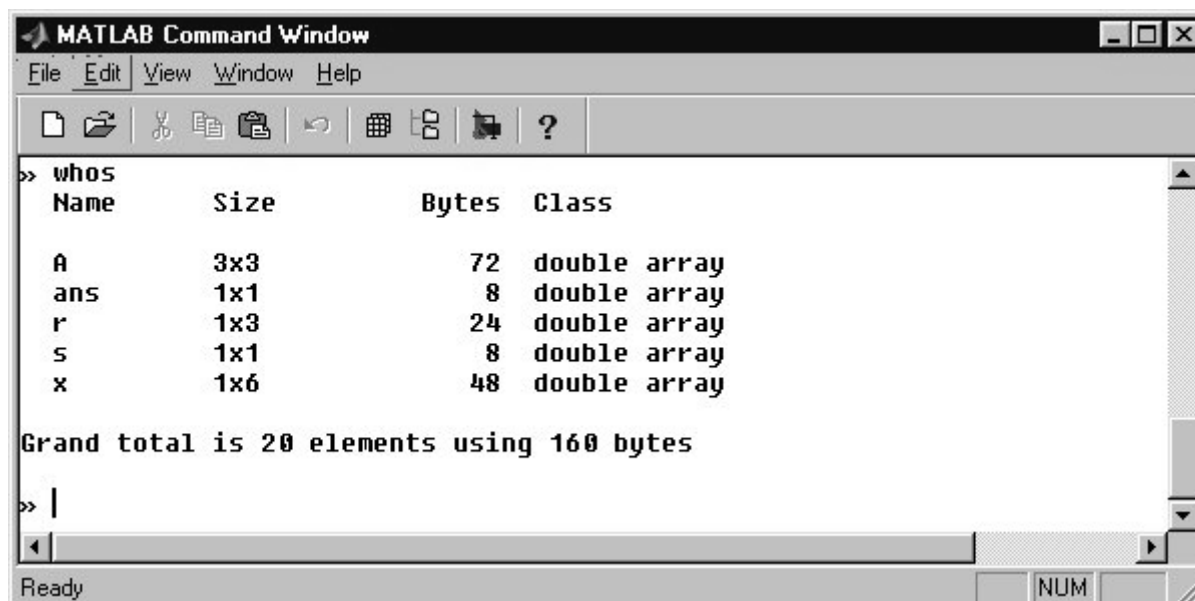 MATLAB Command Window
File Edit View Window Help
?
» whos
Name Size Bytes Class
A 3x3 72 double array
ans 1x1 8 double array
r 1x3 24 double array
s 1x1 8 double array
x 1x6 48 double array
Grand total is 20 elements using 160 bytes
»
Ready NUM